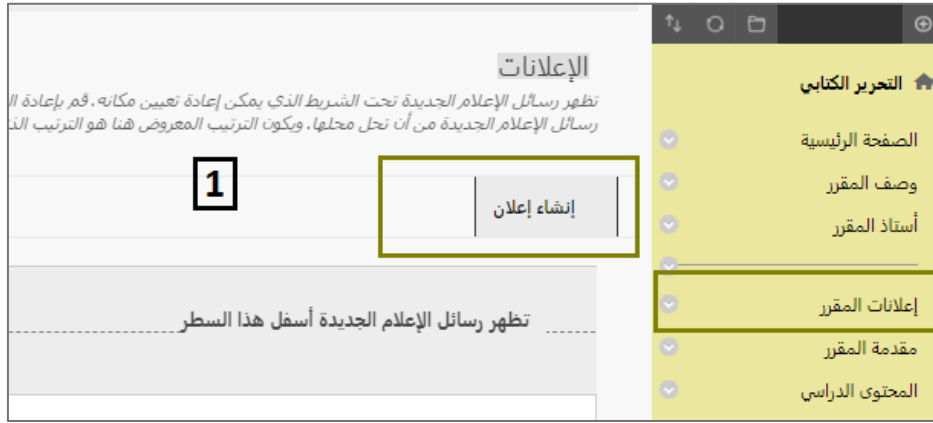 الإعلانات
تظهر رسائل الإعلام الجديدة تحت الشريط الذي يمكن إعادة تعيين مكانه. قم بإعادة
رسائل الإعلام الجديدة من أن تحل محلها. ويكون الترتيب المعروض هنا هو الترتيب
1
إنشاء إعلان
تظهر رسائل الإعلام الجديدة أسفل هذا السطر
التحرير الكتابي
الصفحة الرئيسية
وصف المقرر
أستاذ المقرر
إعلانات المقرر
مقدمة المقرر
المحتوى الدراسي